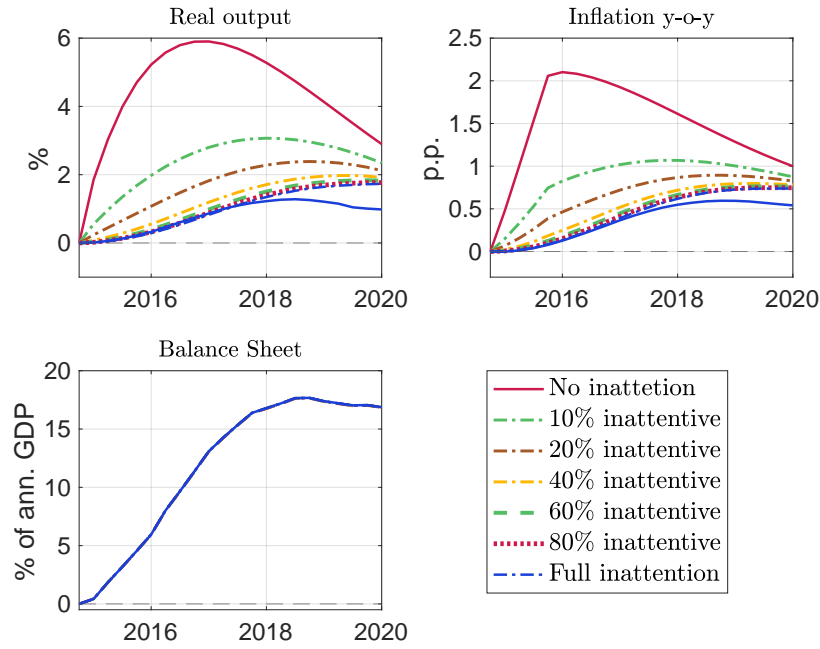 Real output
6
4
2
0
%
2016
2018
2020
Inflation y-o-y
2.5
2
1.5
1
0.5
0
p.p.
2016
2018
2020
Balance Sheet
20
15
10
5
0
% of ann. GDP
2016
2018
2020
No inattetion
10% inattentive
20% inattentive
40% inattentive
60% inattentive
80% inattentive
Full inattention